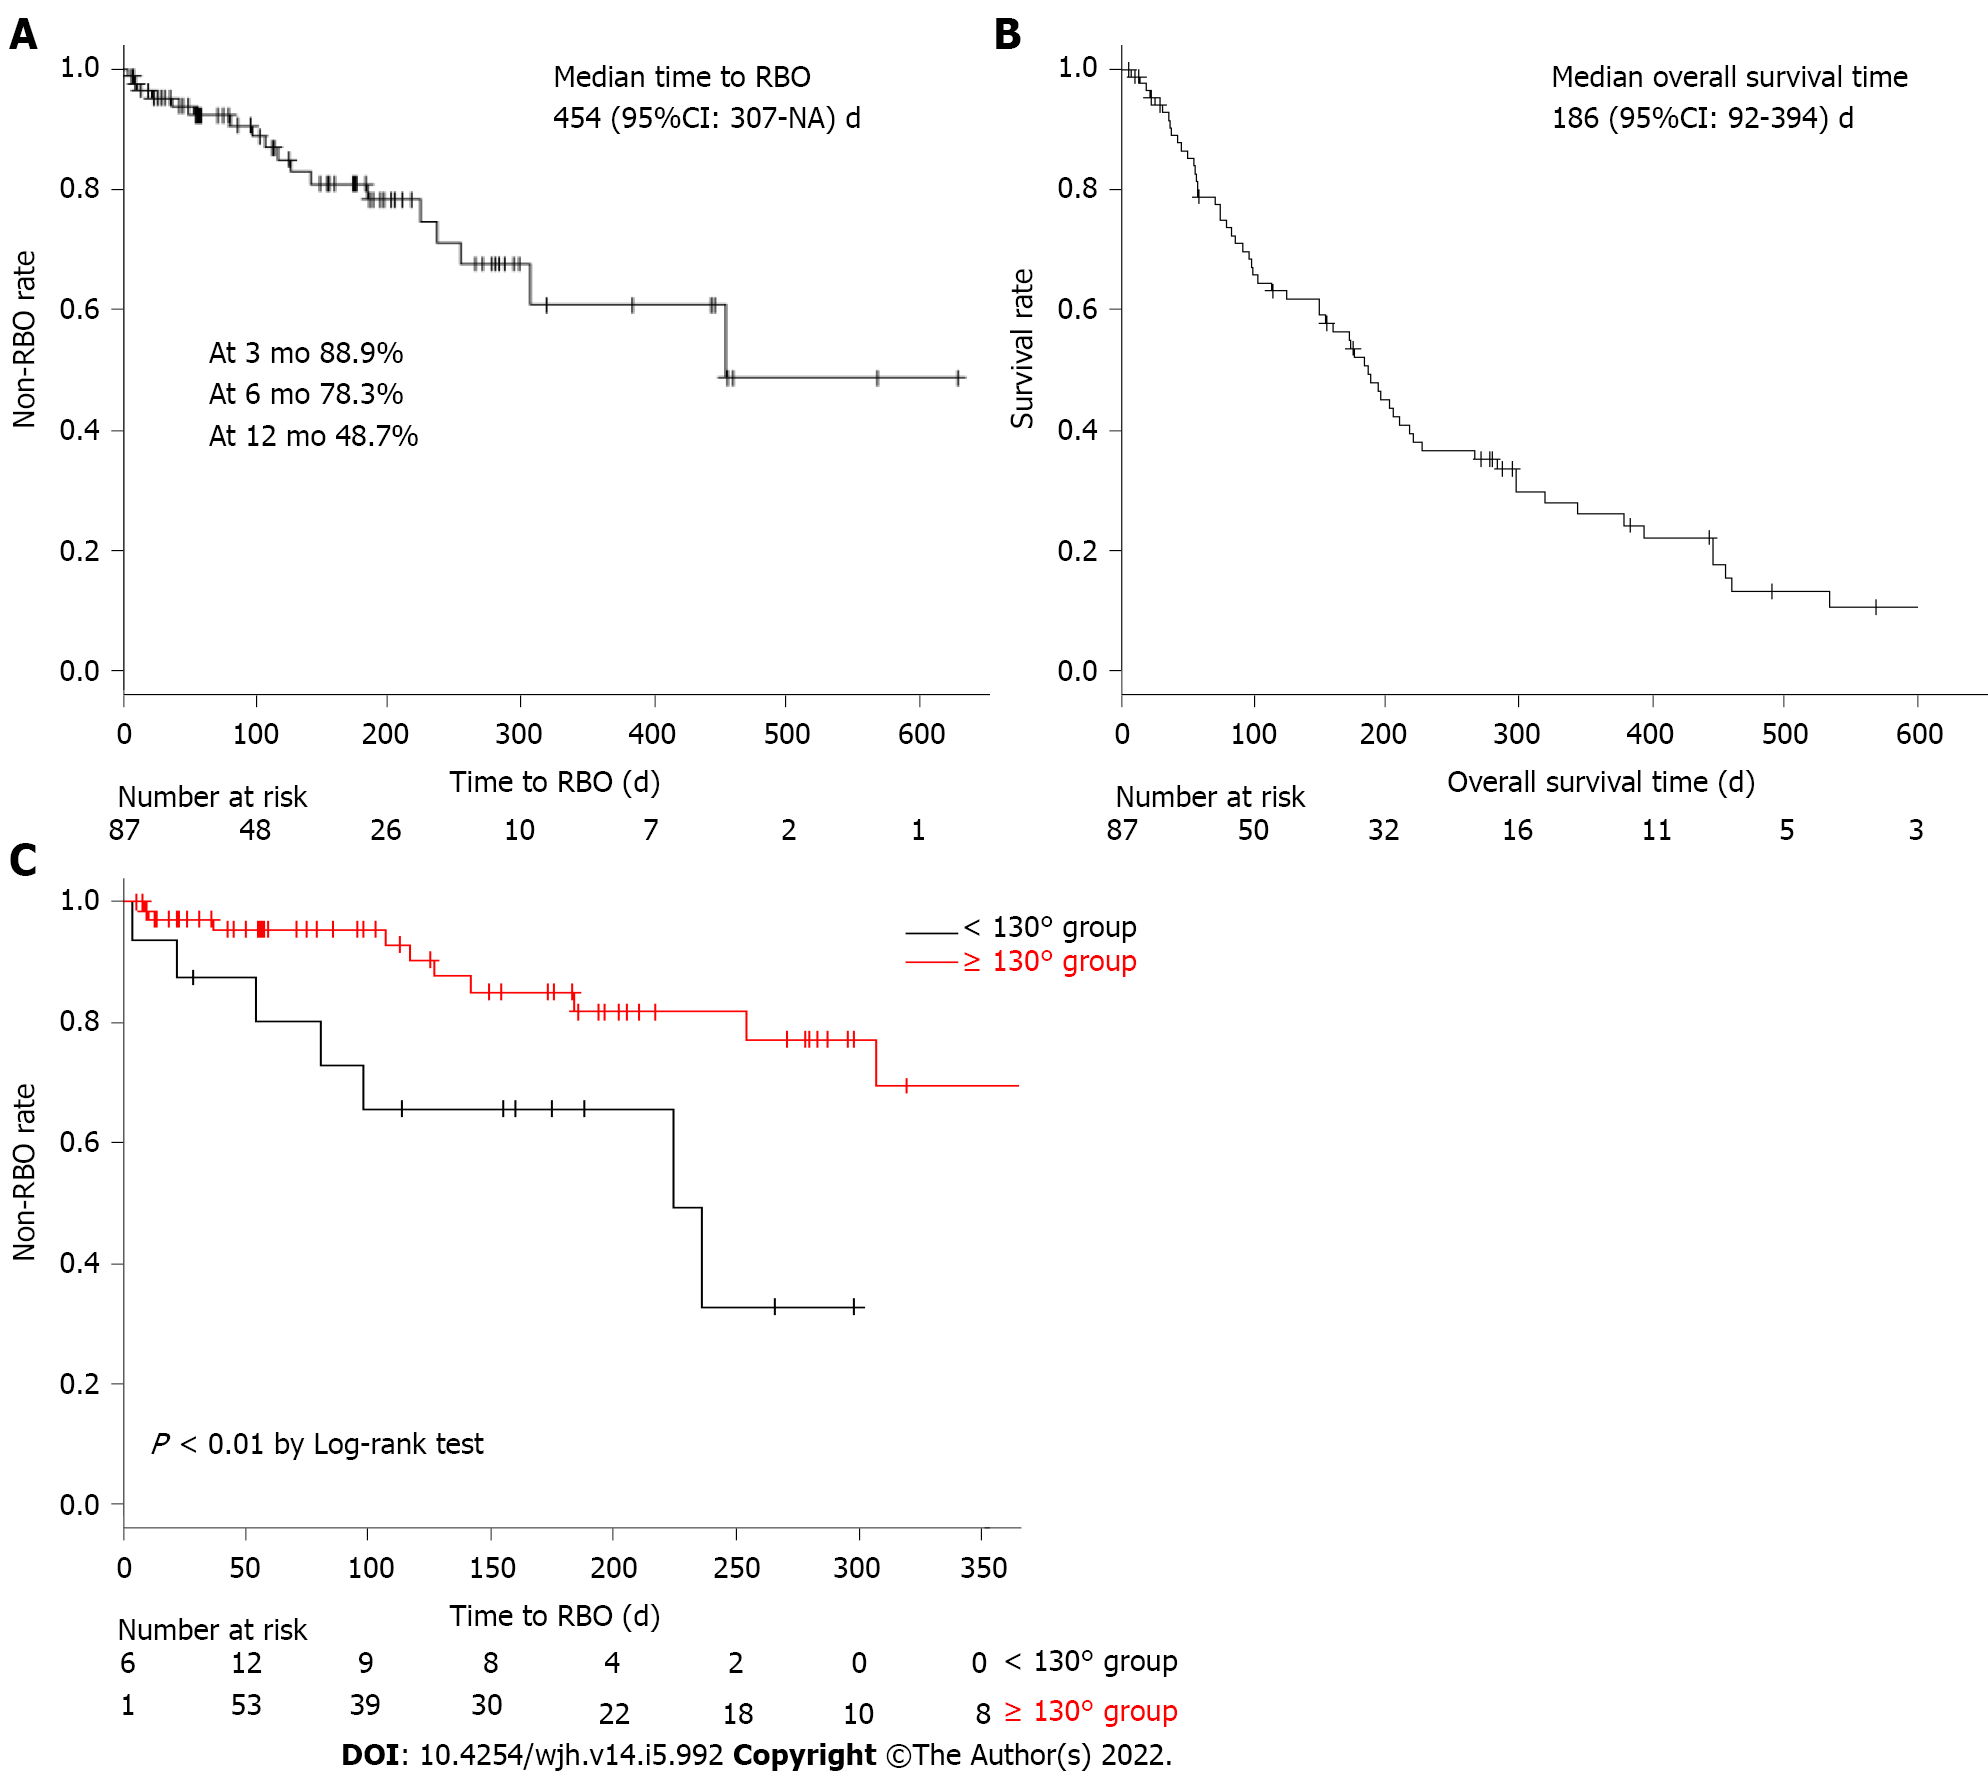 A
1.0
0.8
0.6
0.4
0.2
0.0
Non-RBO rate
Median time to RBO
454 (95%CI: 307-NA) d
At 3 mo 88.9%
At 6 mo 78.3%
At 12 mo 48.7%
0 100 200 300 400 500 600
Time to RBO (d)
Number at risk
87 48 26 10 7 2 1
B
1.0
0.8
0.6
0.4
0.2
0.0
Survival rate
Median overall survival time
186 (95%CI: 92-394) d
0 100 200 300 400 500 600
Overall survival time (d)
Number at risk
87 50 32 16 11 5 3
C
1.0
0.8
0.6
0.4
0.2
0.0
Non-RBO rate
< 130° group
≥ 130° group
P < 0.01 by Log-rank test
0 50 100 150 200 250 300 350
Time to RBO (d)
Number at risk
6 12 9 8 4 2 0 0 < 130° group
1 53 39 30 22 18 10 8 ≥ 130° group
DOI: 10.4254/wjh.v14.i5.992 Copyright ©The Author(s) 2022.